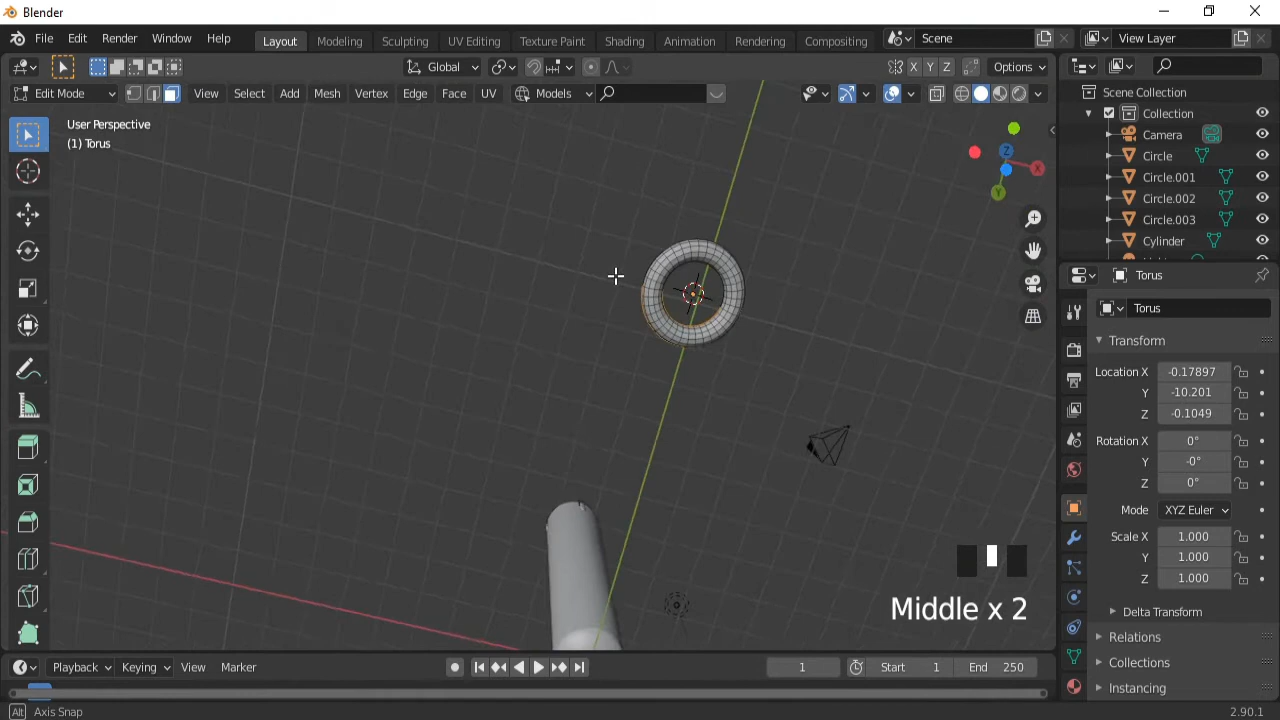 Blender
File Edit Render Window Help
Layout Modeling Sculpting UV Editing Texture Paint Shading Animation Rendering Compositing
Scene
View Layer
Global
X Y Z
Options
Edit Mode
View Select Add Mesh Vertex Edge Face UV
Models
User Perspective
(1) Torus
Z
X
Y
Scene Collection
Collection
Camera
Circle
Circle.001
Circle.002
Circle.003
Cylinder
Torus
Torus
Transform
Location X -0.17897
Y -10.201
Z -0.1049
Rotation X 0°
Y -0°
Z 0°
Mode XYZ Euler
Scale X 1.000
Y 1.000
Z 1.000
Delta Transform
Relations
Collections
Instancing
Middle x 2
Playback Keying View Marker
1
Start 1
End 250
Alt Axis Snap
2.90.1